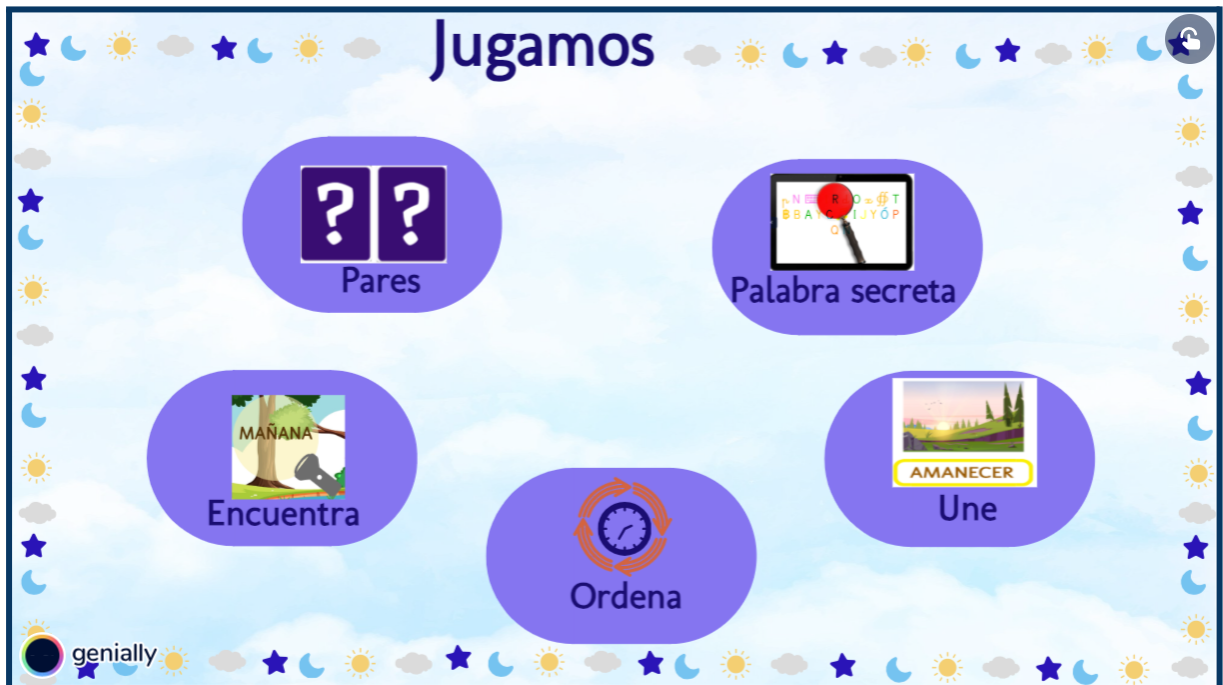 Jugamos
? ?
Pares
N R O T
B B A Y C I J Y Ó P
Q
Palabra secreta
MAÑANA
Encuentra
AMANECER
Une
Ordena
genially